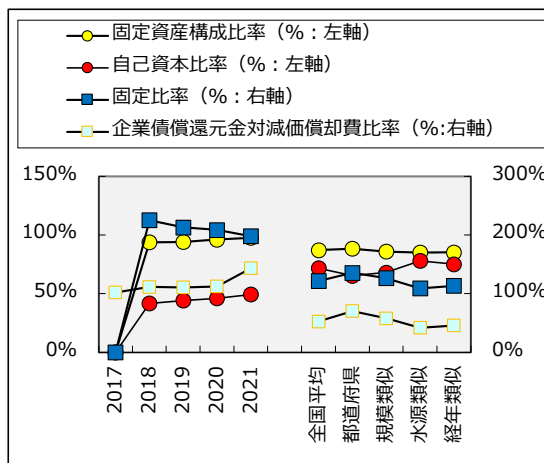 固定資産構成比率（%：左軸）
自己資本比率（%：左軸）
固定比率（%：右軸）
企業債償還元金対減価償却費比率（%:右軸）
150%
100%
50%
0%
300%
200%
100%
0%
2017
2018
2019
2020
2021
全国平均
都道府県
規模類似
水源類似
経年類似